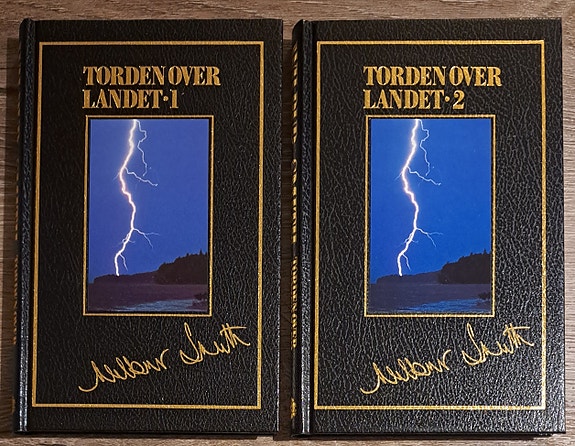 TORDEN OVER
LANDET·1
Wilbur Smith
TORDEN OVER
LANDET·2
Wilbur Smith